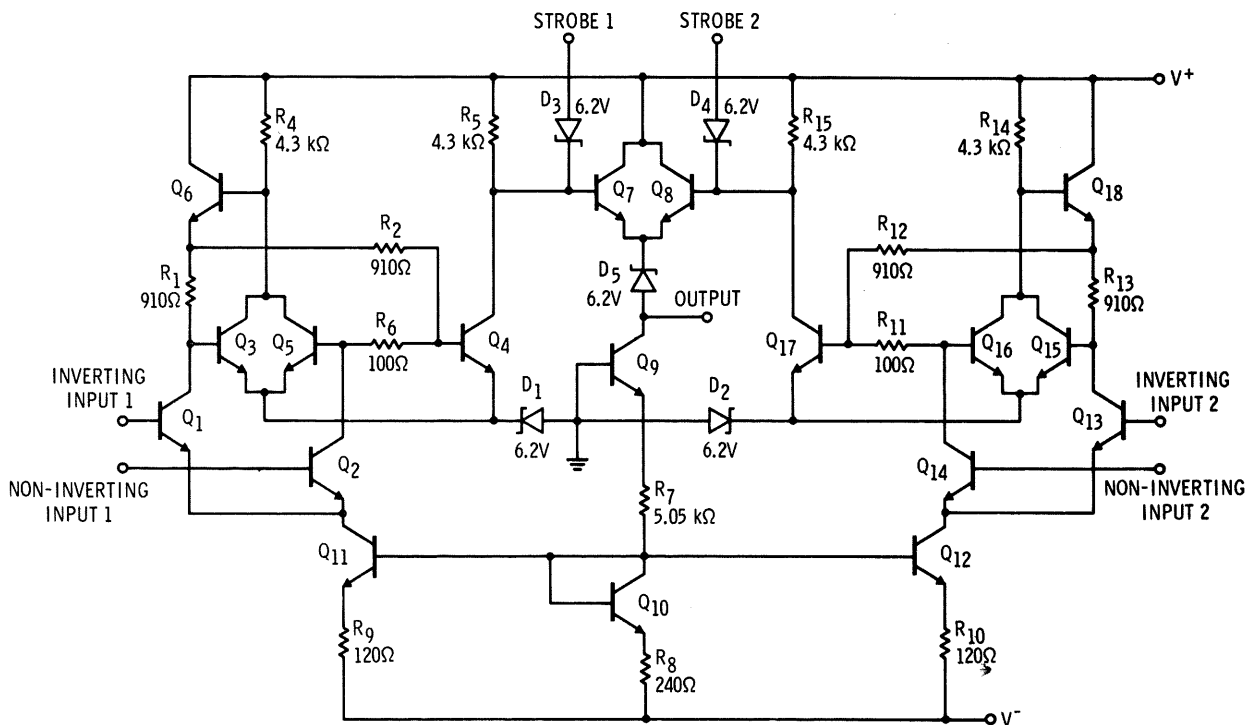 STROBE 1
STROBE 2
V+
R4
4.3 kΩ
R5
4.3 kΩ
D3
6.2V
D4
6.2V
R15
4.3 kΩ
R14
4.3 kΩ
Q6
Q7
Q8
Q18
R2
910Ω
R12
910Ω
R1
910Ω
D5
6.2V
R13
910Ω
OUTPUT
Q3
Q5
R6
100Ω
Q4
Q9
Q17
R11
100Ω
Q16
Q15
INVERTING
INPUT 1
Q1
D1
6.2V
D2
6.2V
Q13
INVERTING
INPUT 2
NON-INVERTING
INPUT 1
Q2
Q14
NON-INVERTING
INPUT 2
R7
5.05 kΩ
Q11
Q12
Q10
R9
120Ω
R8
240Ω
R10
120Ω
V-